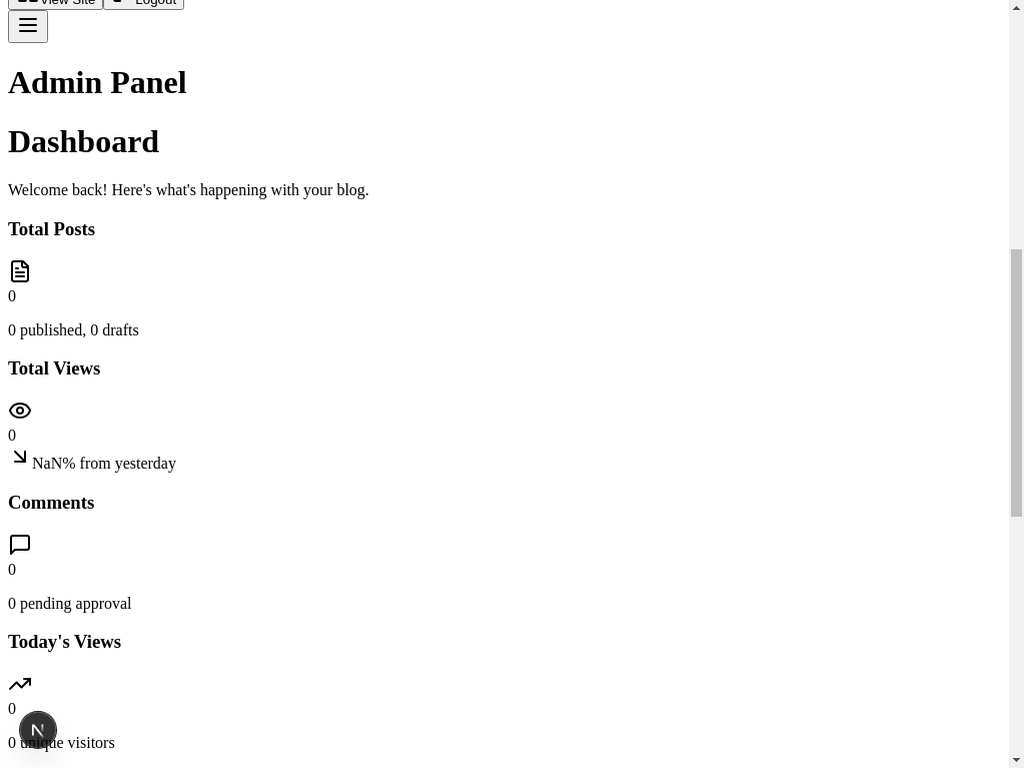 View Site Logout
Admin Panel
Dashboard
Welcome back! Here's what's happening with your blog.
Total Posts
0
0 published, 0 drafts
Total Views
0
NaN% from yesterday
Comments
0
0 pending approval
Today's Views
0
0 unique visitors
N